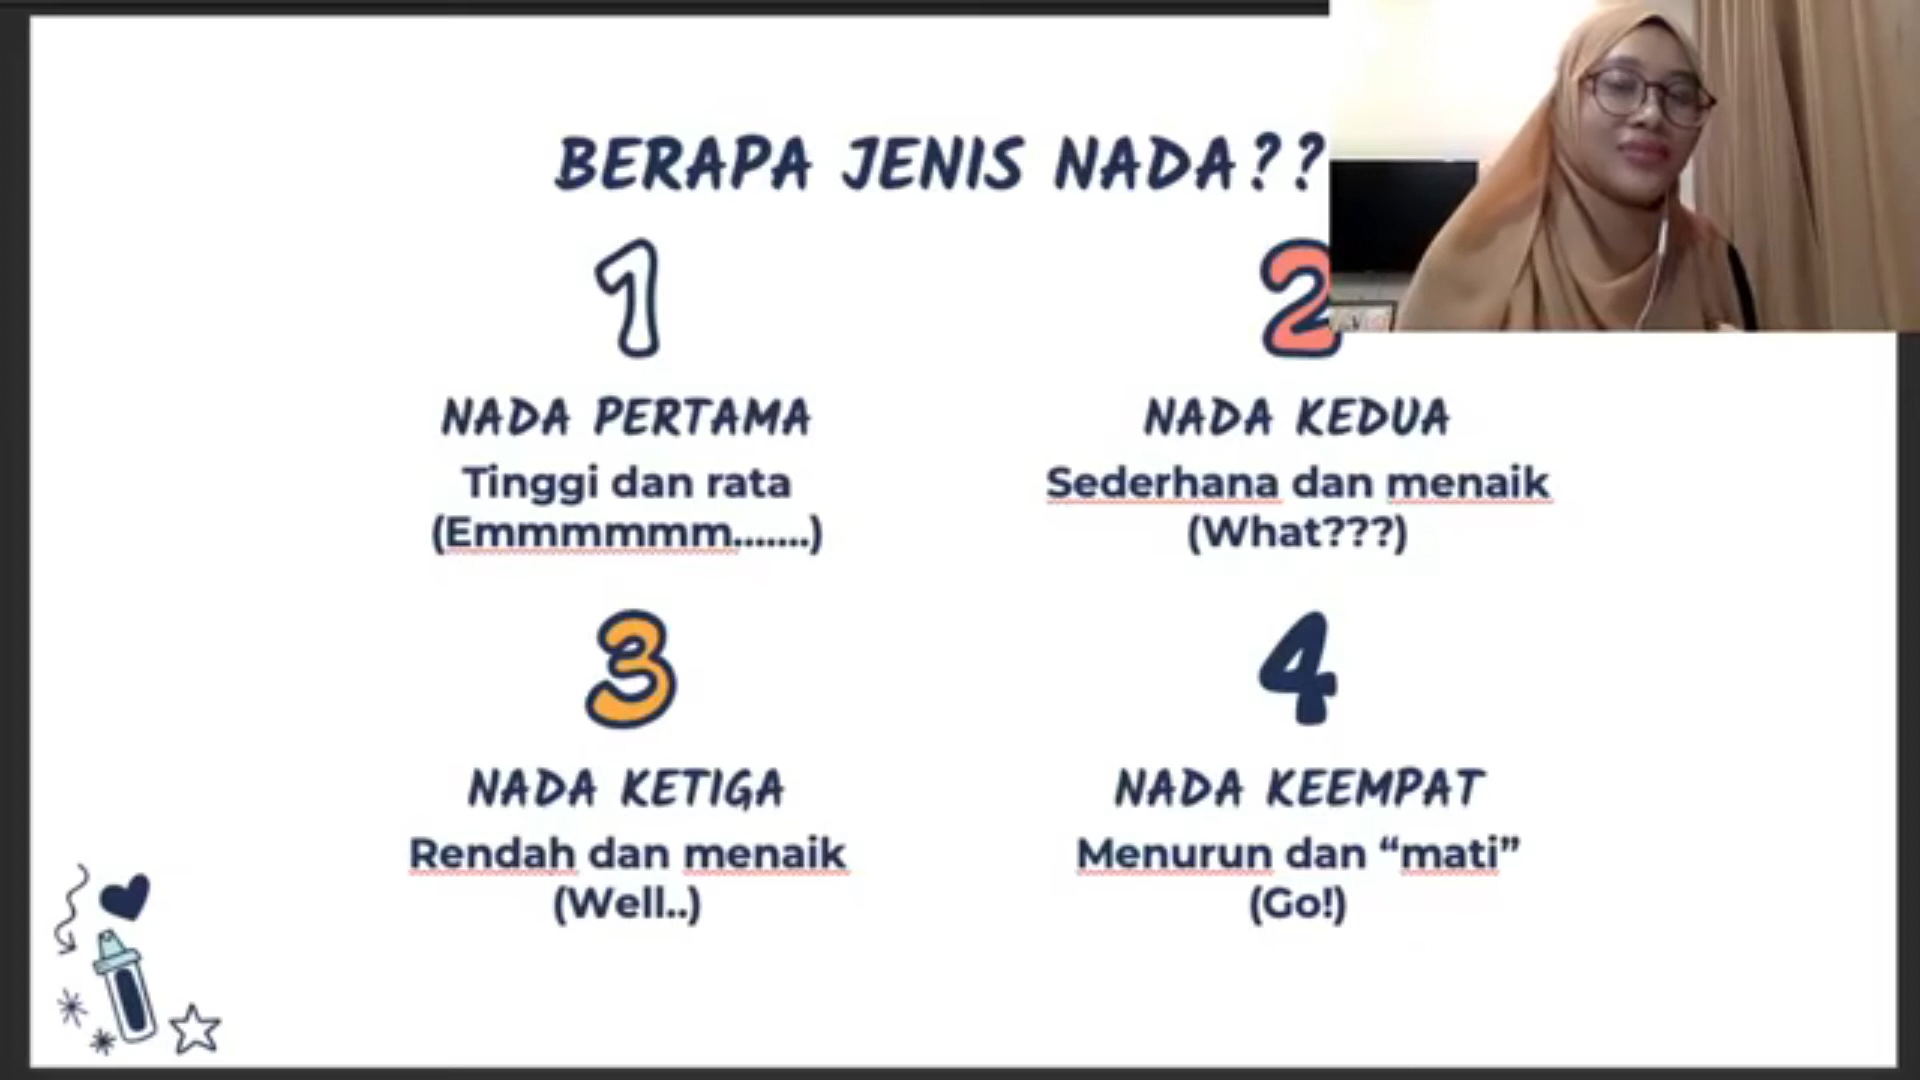 BERAPA JENIS NADA??
1
2
NADA PERTAMA
NADA KEDUA
Tinggi dan rata
(Emmmmmm.......)
Sederhana dan menaik
(What???)
3
4
NADA KETIGA
NADA KEEMPAT
Rendah dan menaik
(Well..)
Menurun dan “mati”
(Go!)